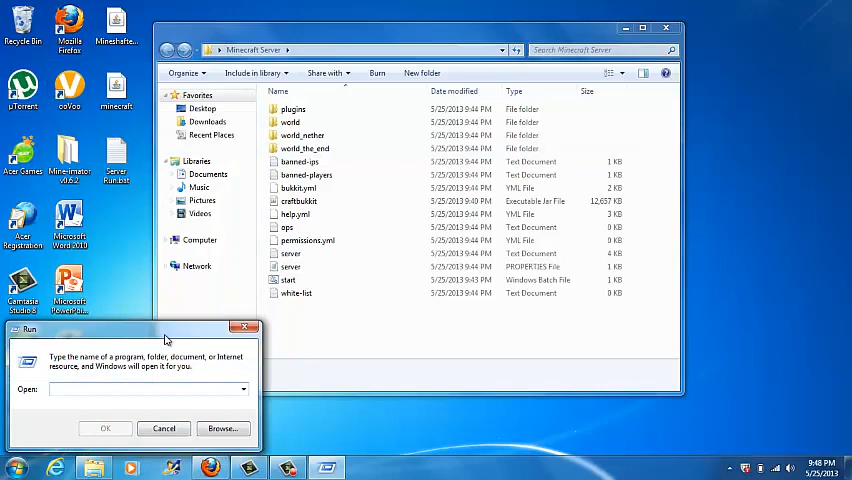 Recycle Bin
Mozilla
Firefox
Mineshafte...
µTorrent
ooVoo
minecraft
Acer Games
Mine-imator
v0.6.2
Server
Run.bat
Acer
Registration
Microsoft
Word 2010
Camtasia
Studio 8
Microsoft
PowerPoi...
Minecraft Server
Search Minecraft Server
Organize
Include in library
Share with
Burn
New folder
Favorites
Desktop
Downloads
Recent Places
Libraries
Documents
Music
Pictures
Videos
Computer
Network
Name Date modified Type Size
plugins 5/25/2013 9:44 PM File folder
world 5/25/2013 9:44 PM File folder
world_nether 5/25/2013 9:44 PM File folder
world_the_end 5/25/2013 9:44 PM File folder
banned-ips 5/25/2013 9:44 PM Text Document 1 KB
banned-players 5/25/2013 9:44 PM Text Document 1 KB
bukkit.yml 5/25/2013 9:44 PM YML File 2 KB
craftbukkit 5/25/2013 9:40 PM Executable Jar File 12,657 KB
help.yml 5/25/2013 9:44 PM YML File 3 KB
ops 5/25/2013 9:44 PM Text Document 0 KB
permissions.yml 5/25/2013 9:44 PM YML File 0 KB
server 5/25/2013 9:44 PM Text Document 4 KB
server 5/25/2013 9:44 PM PROPERTIES File 1 KB
start 5/25/2013 9:43 PM Windows Batch File 1 KB
white-list 5/25/2013 9:44 PM Text Document 0 KB
Run
Type the name of a program, folder, document, or Internet
resource, and Windows will open it for you.
Open:
OK
Cancel
Browse...
9:48 PM
5/25/2013